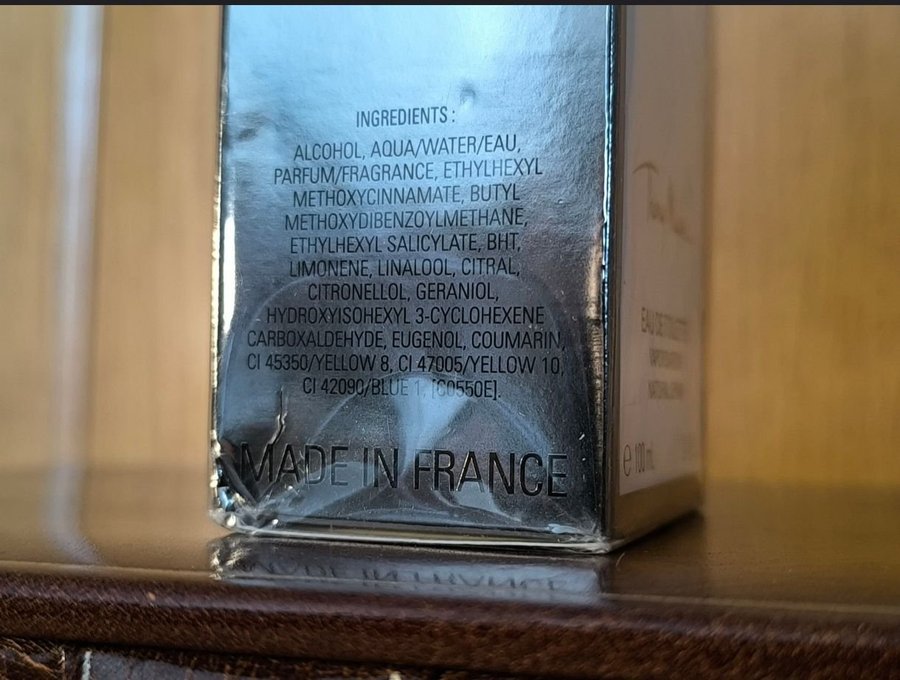 INGREDIENTS :
ALCOHOL, AQUA/WATER/EAU,
PARFUM/FRAGRANCE, ETHYLHEXYL
METHOXYCINNAMATE, BUTYL
METHOXYDIBENZOYLMETHANE,
ETHYLHEXYL SALICYLATE, BHT,
LIMONENE, LINALOOL, CITRAL,
CITRONELLOL, GERANIOL,
HYDROXYISOHEXYL 3-CYCLOHEXENE
CARBOXALDEHYDE, EUGENOL, COUMARIN,
CI 45350/YELLOW 8, CI 47005/YELLOW 10,
CI 42090/BLUE 1, [C0550E].
MADE IN FRANCE
EAU DE TOILETTE
NATURAL SPRAY
e 100 mL